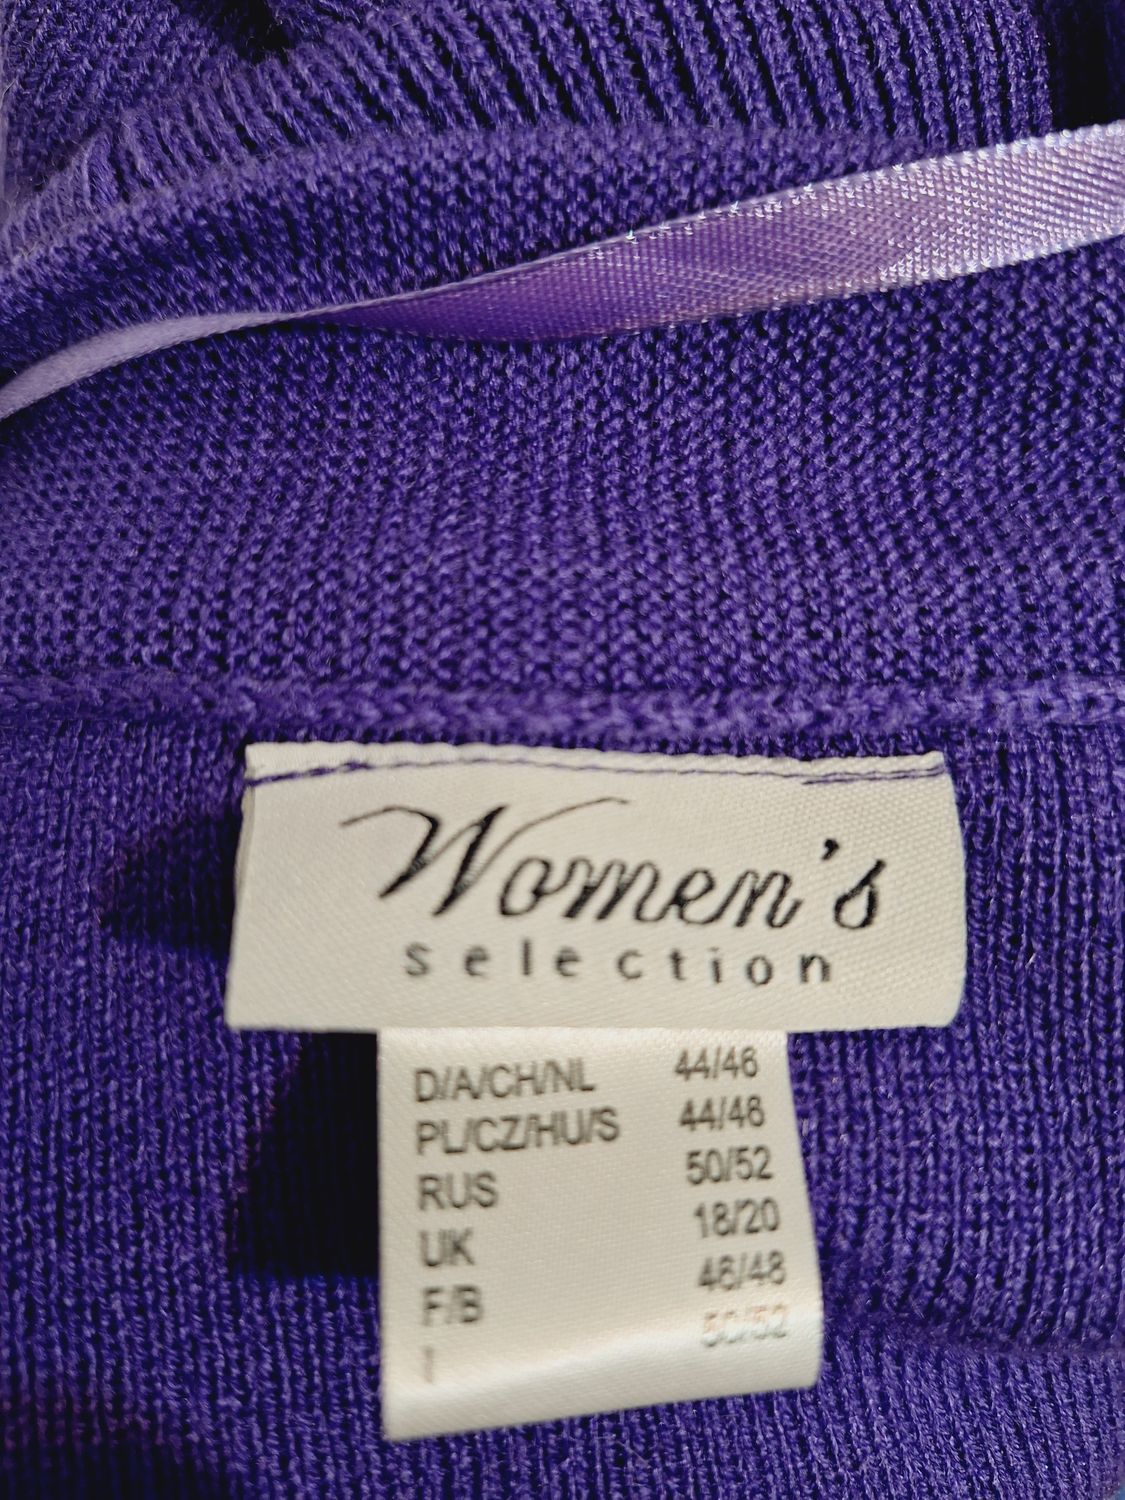 Women's
selection
D/A/CH/NL 44/46
PL/CZ/HU/S 44/46
RUS 50/52
UK 18/20
F/B 46/48
I 50/52